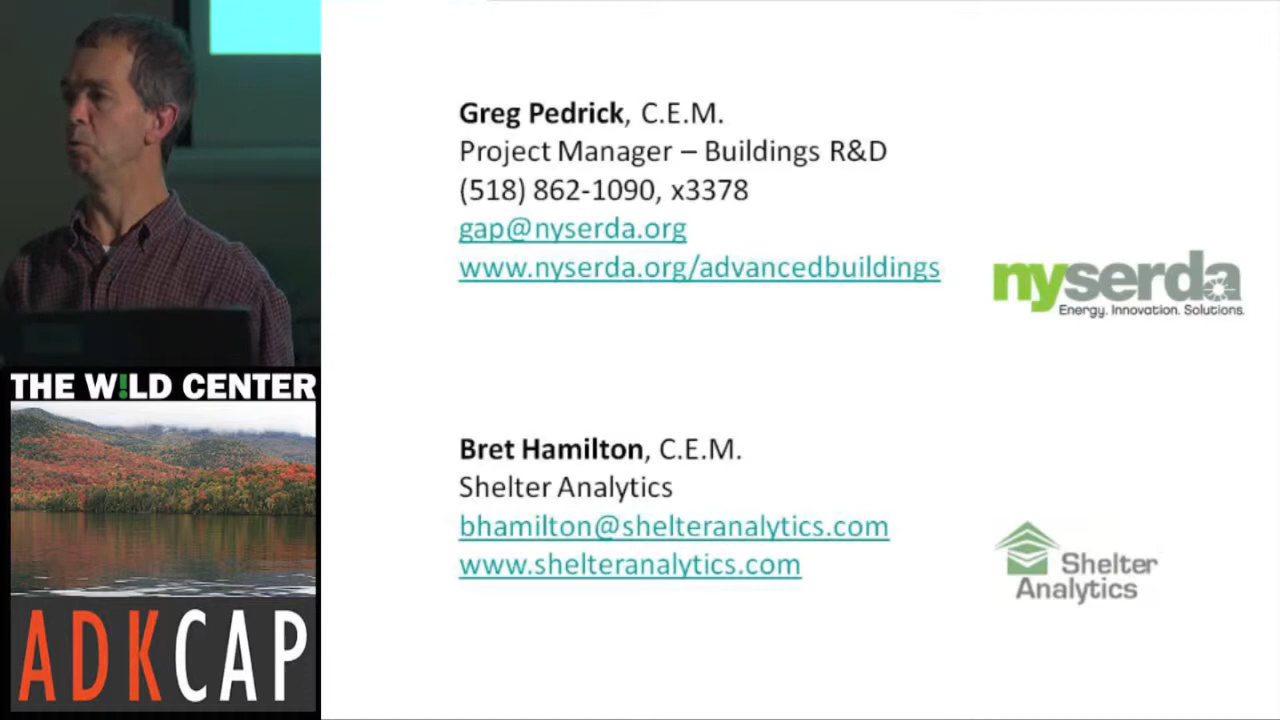 Greg Pedrick, C.E.M.
Project Manager – Buildings R&D
(518) 862-1090, x3378
gap@nyserda.org
www.nyserda.org/advancedbuildings
nyserda
Energy. Innovation. Solutions.
Bret Hamilton, C.E.M.
Shelter Analytics
bhamilton@shelteranalytics.com
www.shelteranalytics.com
Shelter
Analytics
THE W!LD CENTER
ADKCAP